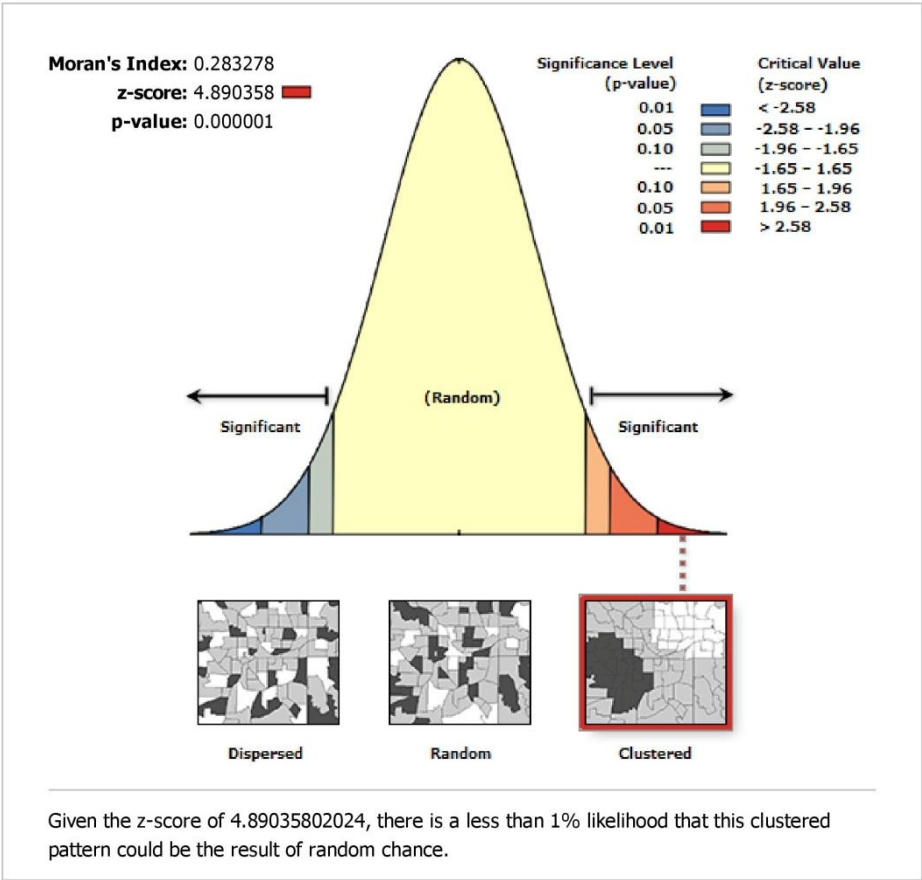 Moran's Index: 0.283278
z-score: 4.890358
p-value: 0.000001
Significance Level (p-value)
Critical Value (z-score)
0.01 < -2.58
0.05 -2.58 – -1.96
0.10 -1.96 – -1.65
--- -1.65 – 1.65
0.10 1.65 – 1.96
0.05 1.96 – 2.58
0.01 > 2.58
(Random)
Significant
Significant
Dispersed
Random
Clustered
Given the z-score of 4.89035802024, there is a less than 1% likelihood that this clustered
pattern could be the result of random chance.